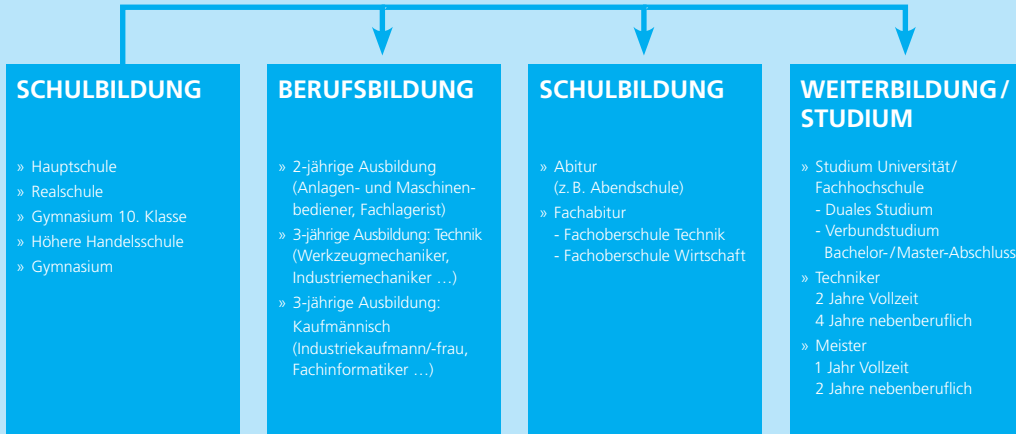 SCHULBILDUNG
» Hauptschule
» Realschule
» Gymnasium 10. Klasse
» Höhere Handelsschule
» Gymnasium
BERUFSBILDUNG
» 2-jährige Ausbildung
(Anlagen- und Maschinen-
bediener, Fachlagerist)
» 3-jährige Ausbildung: Technik
(Werkzeugmechaniker,
Industriemechaniker …)
» 3-jährige Ausbildung:
Kaufmännisch
(Industriekaufmann/-frau,
Fachinformatiker …)
SCHULBILDUNG
» Abitur
(z. B. Abendschule)
» Fachabitur
- Fachoberschule Technik
- Fachoberschule Wirtschaft
WEITERBILDUNG /
STUDIUM
» Studium Universität/
Fachhochschule
- Duales Studium
- Verbundstudium
Bachelor-/Master-Abschluss
» Techniker
2 Jahre Vollzeit
4 Jahre nebenberuflich
» Meister
1 Jahr Vollzeit
2 Jahre nebenberuflich